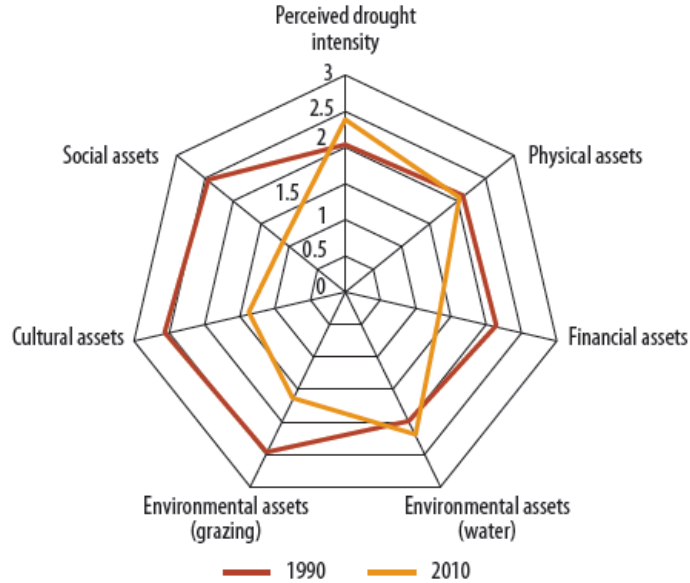 Perceived drought
intensity
3
2.5
2
1.5
1
0.5
0
Social assets
Physical assets
Cultural assets
Financial assets
Environmental assets
(grazing)
Environmental assets
(water)
1990
2010